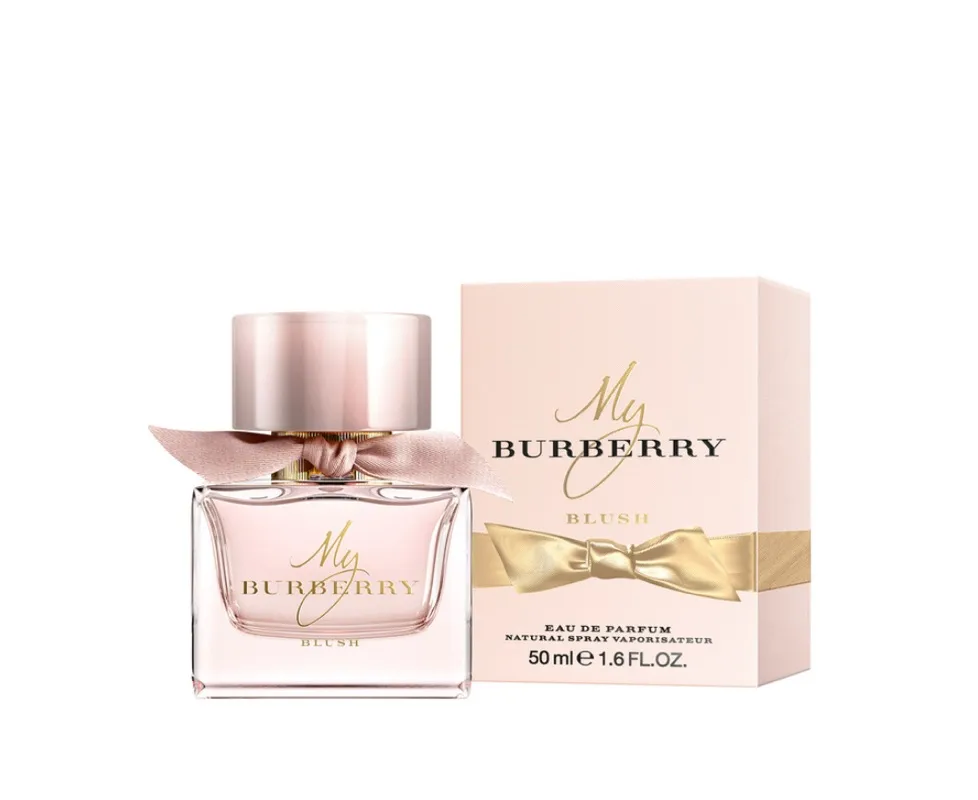 My
BURBERRY
BLUSH
My
BURBERRY
BLUSH
EAU DE PARFUM
NATURAL SPRAY VAPORISATEUR
50 ml ℮ 1.6 FL.OZ.